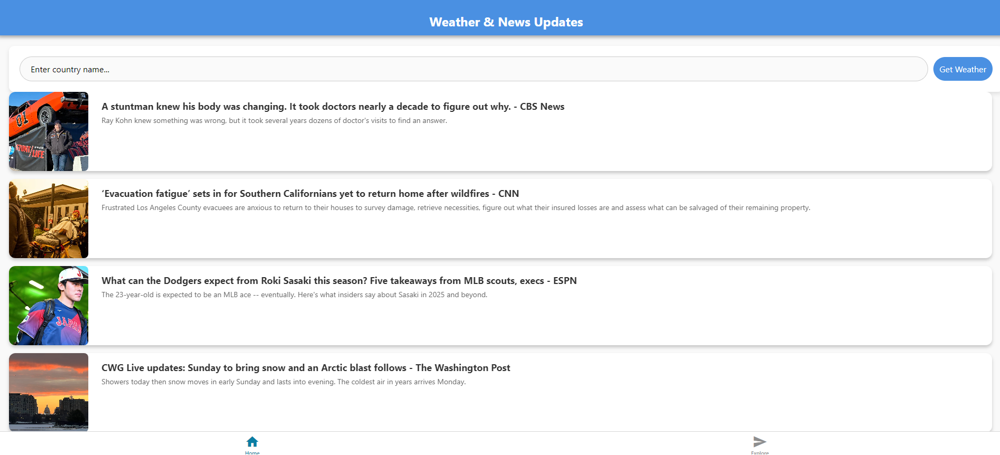 Weather & News Updates
Enter country name...
Get Weather
01
STUNT/LIFE
A stuntman knew his body was changing. It took doctors nearly a decade to figure out why. - CBS News
Ray Kohn knew something was wrong, but it took several years dozens of doctor's visits to find an answer.
‘Evacuation fatigue’ sets in for Southern Californians yet to return home after wildfires - CNN
Frustrated Los Angeles County evacuees are anxious to return to their houses to survey damage, retrieve necessities, figure out what their insured losses are and assess what can be salvaged of their remaining property.
J
JAPAN
What can the Dodgers expect from Roki Sasaki this season? Five takeaways from MLB scouts, execs - ESPN
The 23-year-old is expected to be an MLB ace -- eventually. Here's what insiders say about Sasaki in 2025 and beyond.
CWG Live updates: Sunday to bring snow and an Arctic blast follows - The Washington Post
Showers today then snow moves in early Sunday and lasts into evening. The coldest air in years arrives Monday.
Home
Explore